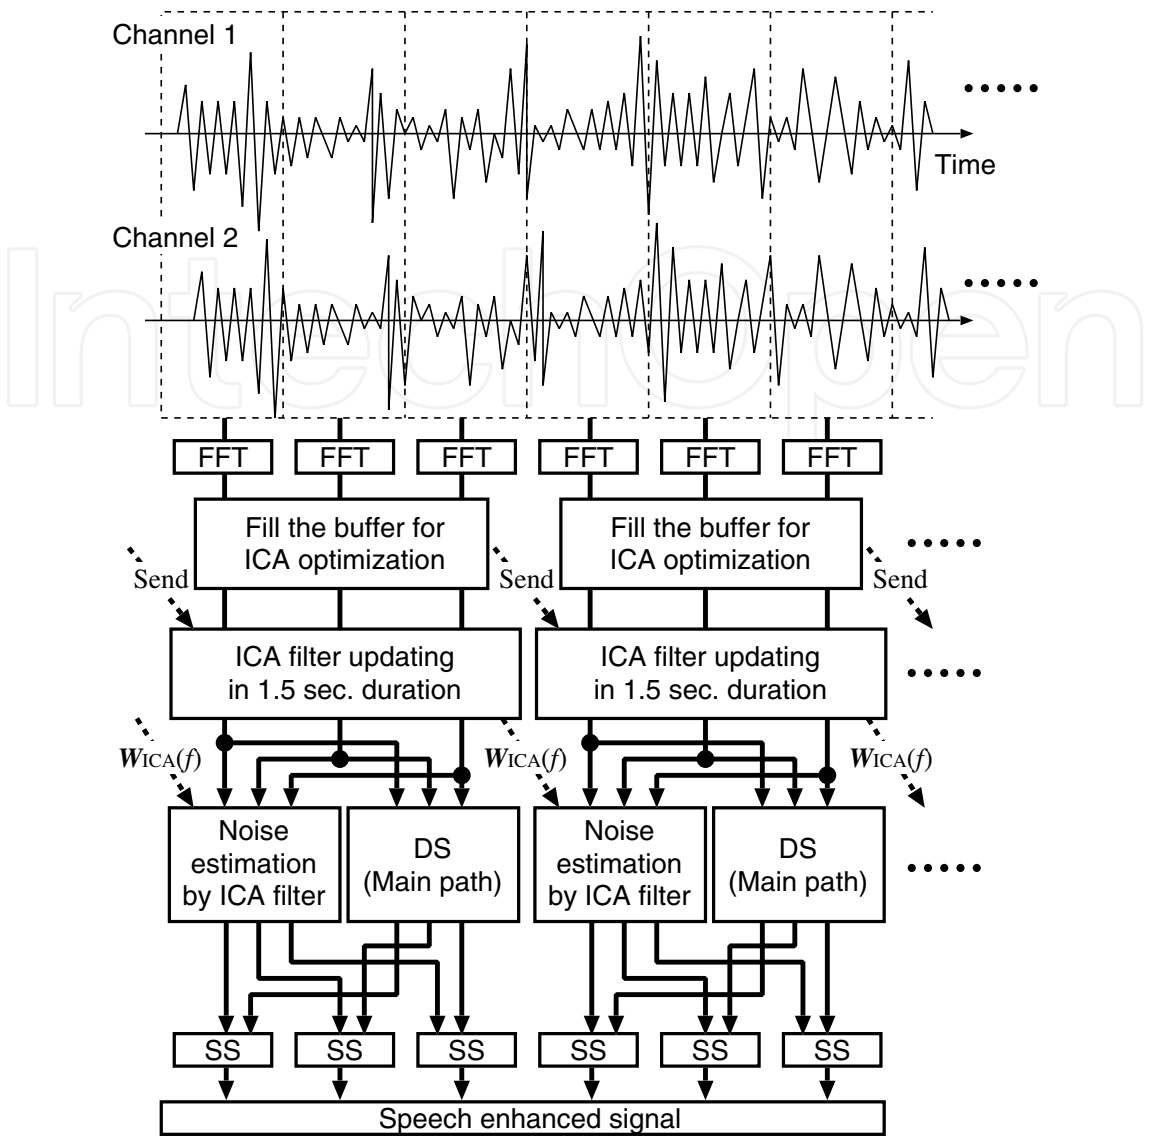 Channel 1
Time
Channel 2
IntechOpen
FFT FFT FFT FFT FFT FFT
Fill the buffer for
ICA optimization
Fill the buffer for
ICA optimization
Send Send Send
ICA filter updating
in 1.5 sec. duration
ICA filter updating
in 1.5 sec. duration
WICA(f) WICA(f) WICA(f)
Noise
estimation
by ICA filter
DS
(Main path)
Noise
estimation
by ICA filter
DS
(Main path)
SS SS SS SS SS SS
Speech enhanced signal